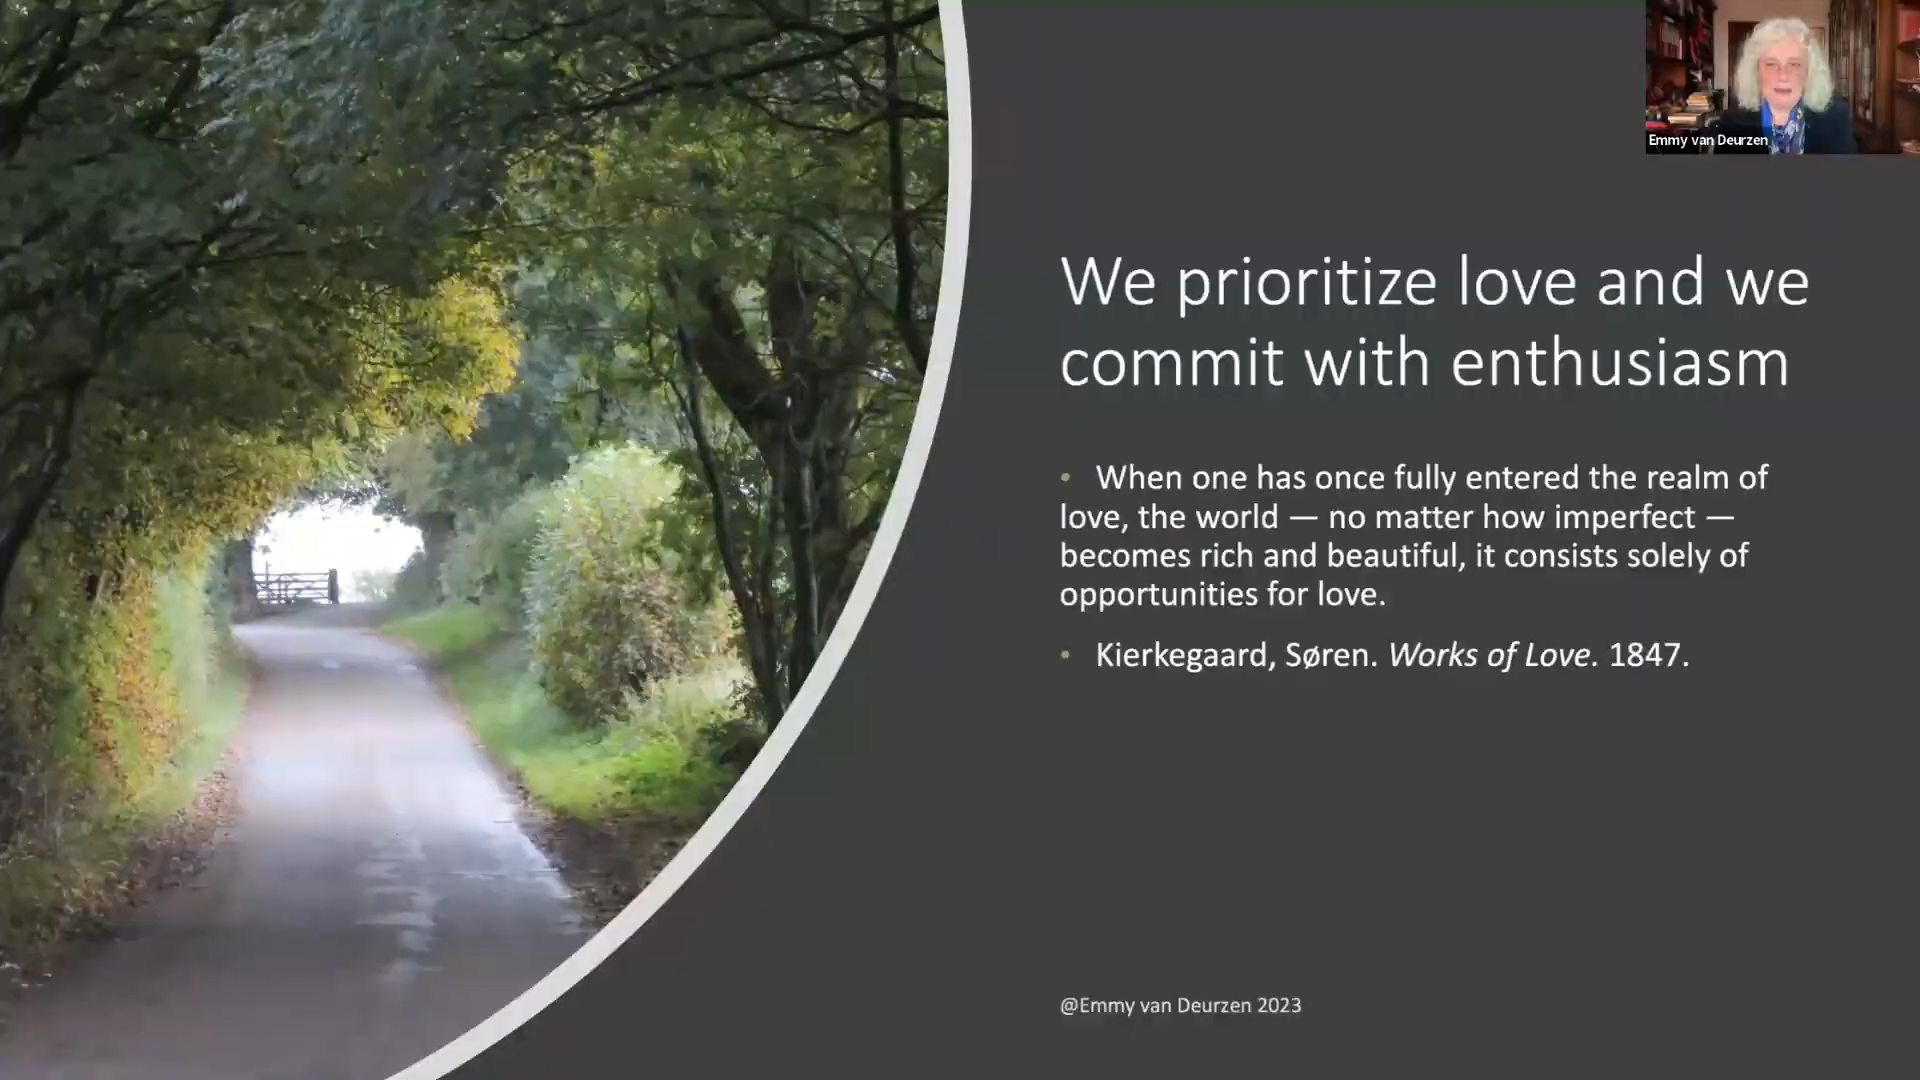 Emmy van Deurzen
We prioritize love and we
commit with enthusiasm
• When one has once fully entered the realm of
love, the world — no matter how imperfect —
becomes rich and beautiful, it consists solely of
opportunities for love.
• Kierkegaard, Søren. Works of Love. 1847.
@Emmy van Deurzen 2023